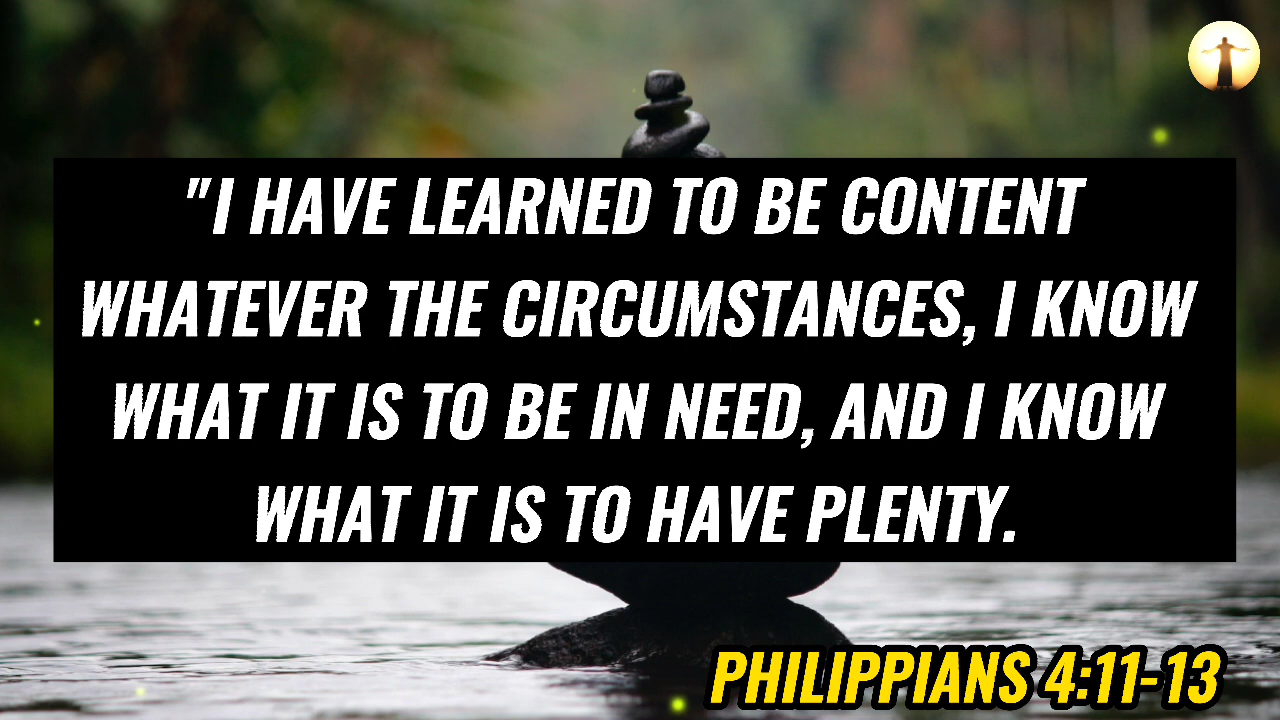 "I HAVE LEARNED TO BE CONTENT
WHATEVER THE CIRCUMSTANCES, I KNOW
WHAT IT IS TO BE IN NEED, AND I KNOW
WHAT IT IS TO HAVE PLENTY.
PHILIPPIANS 4:11-13